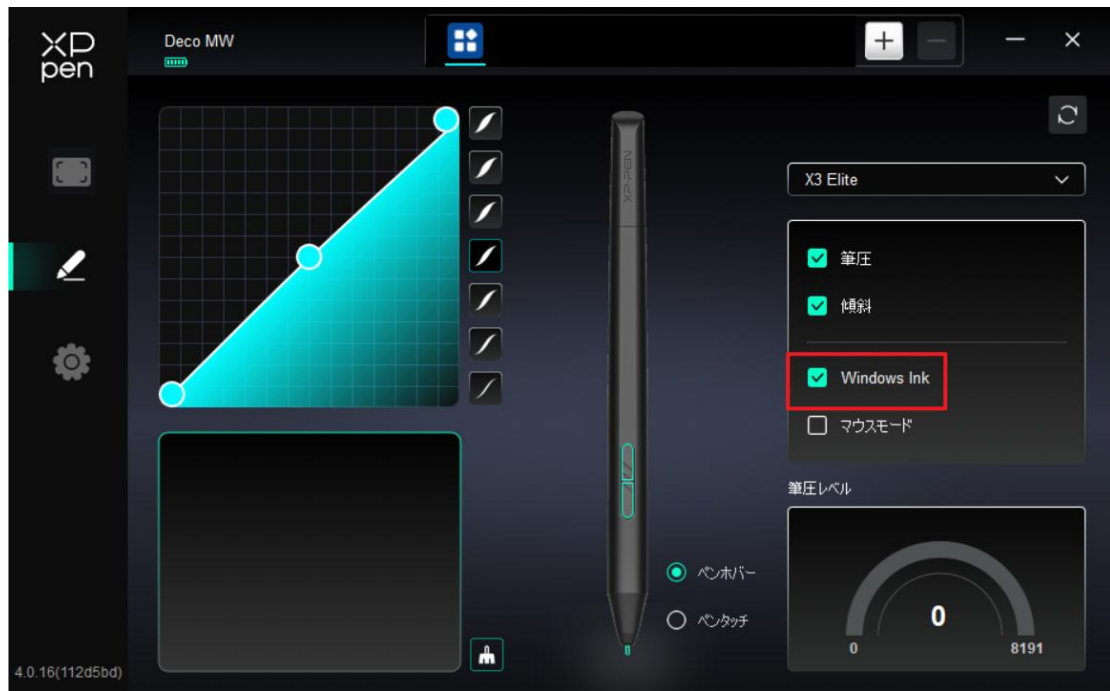 XP
pen
Deco MW
XP-PEN
X3 Elite
筆圧
傾斜
Windows Ink
マウスモード
筆圧レベル
ペンホバー
ペンタッチ
0
0
8191
4.0.16(112d5bd)